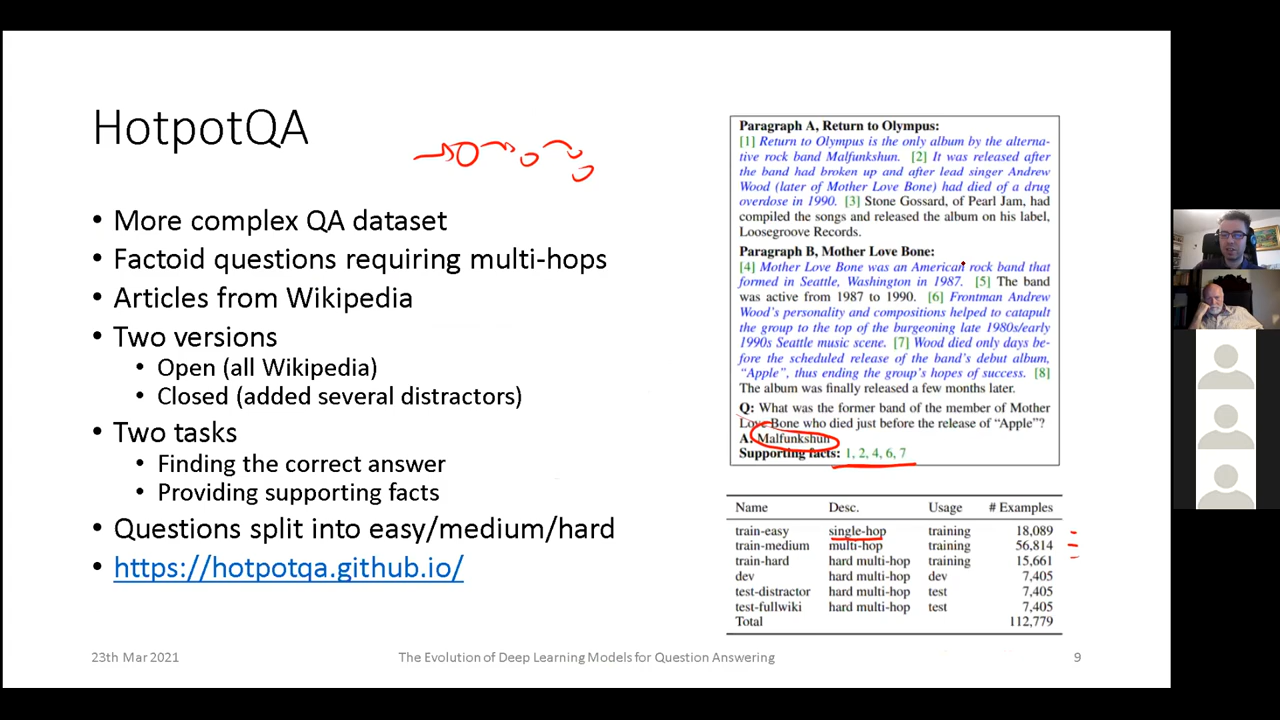 HotpotQA
• More complex QA dataset
• Factoid questions requiring multi-hops
• Articles from Wikipedia
• Two versions
• Open (all Wikipedia)
• Closed (added several distractors)
• Two tasks
• Finding the correct answer
• Providing supporting facts
• Questions split into easy/medium/hard
• https://hotpotqa.github.io/
Paragraph A, Return to Olympus:
[1] Return to Olympus is the only album by the alterna-
tive rock band Malfunkshun. [2] It was released after
the band had broken up and after lead singer Andrew
Wood (later of Mother Love Bone) had died of a drug
overdose in 1990. [3] Stone Gossard, of Pearl Jam, had
compiled the songs and released the album on his label,
Loosegroove Records.
Paragraph B, Mother Love Bone:
[4] Mother Love Bone was an American rock band that
formed in Seattle, Washington in 1987. [5] The band
was active from 1987 to 1990. [6] Frontman Andrew
Wood's personality and compositions helped to catapult
the group to the top of the burgeoning late 1980s/early
1990s Seattle music scene. [7] Wood died only days be-
fore the scheduled release of the band's debut album,
"Apple", thus ending the group's hopes of success. [8]
The album was finally released a few months later.
Q: What was the former band of the member of Mother
Love Bone who died just before the release of "Apple"?
A: Malfunkshun
Supporting facts: 1, 2, 4, 6, 7
Name Desc. Usage # Examples
train-easy single-hop training 18,089
train-medium multi-hop training 56,814
train-hard hard multi-hop training 15,661
dev hard multi-hop dev 7,405
test-distractor hard multi-hop test 7,405
test-fullwiki hard multi-hop test 7,405
Total 112,779
23th Mar 2021
The Evolution of Deep Learning Models for Question Answering
9